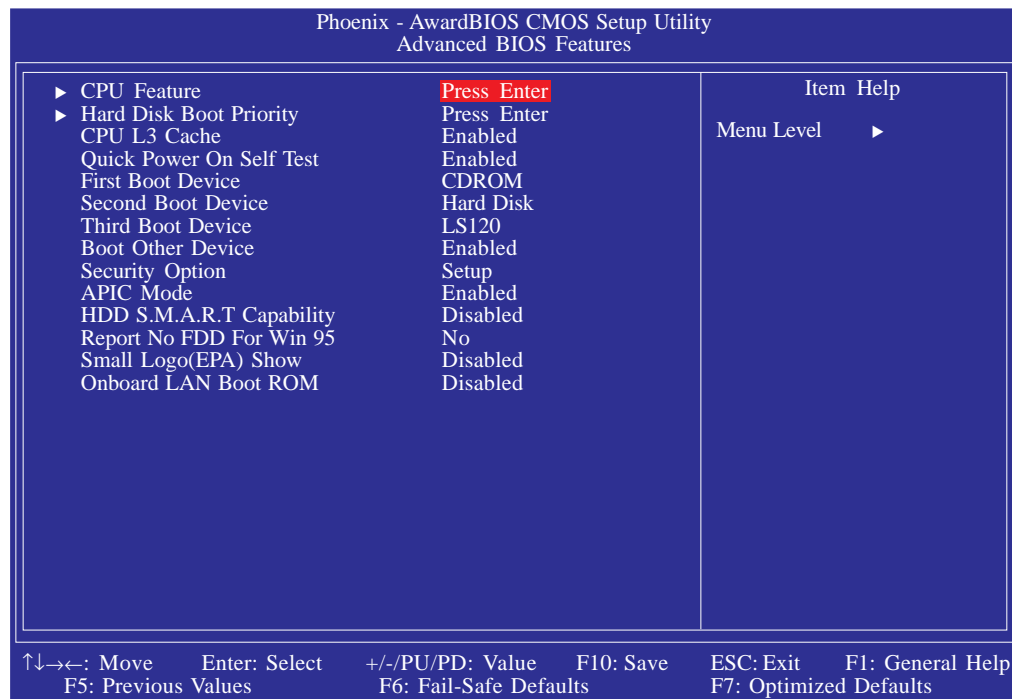 Phoenix - AwardBIOS CMOS Setup Utility
Advanced BIOS Features
▶ CPU Feature Press Enter
▶ Hard Disk Boot Priority Press Enter
CPU L3 Cache Enabled
Quick Power On Self Test Enabled
First Boot Device CDROM
Second Boot Device Hard Disk
Third Boot Device LS120
Boot Other Device Enabled
Security Option Setup
APIC Mode Enabled
HDD S.M.A.R.T Capability Disabled
Report No FDD For Win 95 No
Small Logo(EPA) Show Disabled
Onboard LAN Boot ROM Disabled
Item Help
Menu Level ▶
↑↓→←: Move Enter: Select +/-/PU/PD: Value F10: Save ESC: Exit F1: General Help
F5: Previous Values F6: Fail-Safe Defaults F7: Optimized Defaults